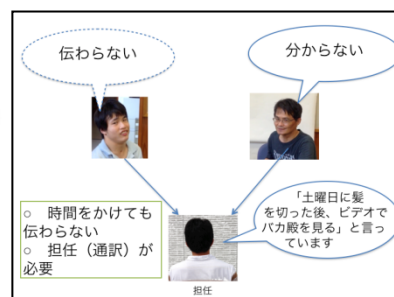 伝わらない
分からない
○　時間をかけても
伝わらない
○　担任（通訳）が
必要
「土曜日に髪
を切った後、ビデオで
バカ殿を見る」と言っ
ています
担任